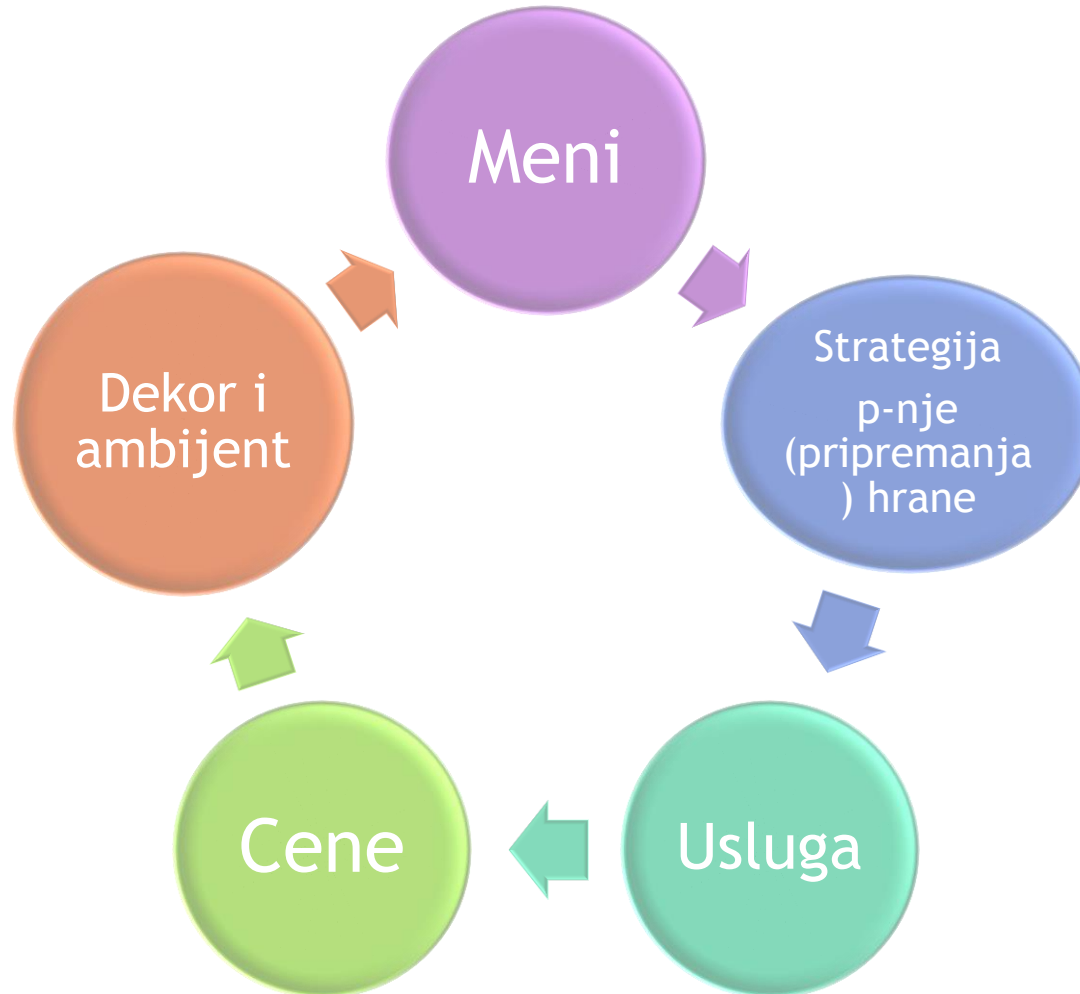 Meni
Strategija
p-nje
(pripremanja
) hrane
Usluga
Cene
Dekor i
ambijent